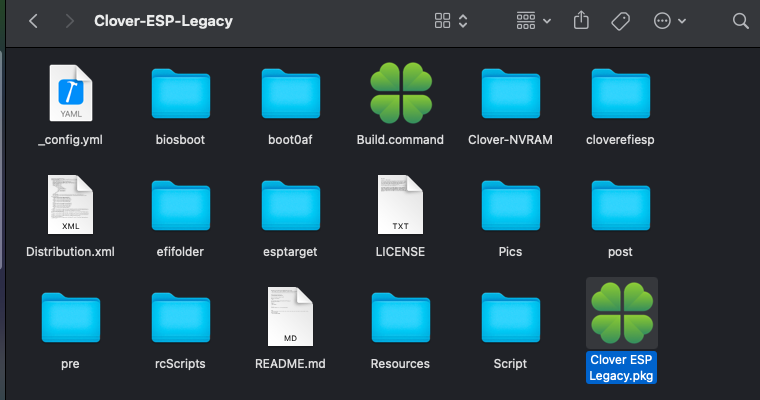 Clover-ESP-Legacy
YAML
_config.yml
biosboot
boot0af
Build.command
Clover-NVRAM
cloverefiesp
XML
TXT
Distribution.xml
efifolder
esptarget
LICENSE
Pics
post
MD
pre
rcScripts
README.md
Resources
Script
Clover ESP
Legacy.pkg